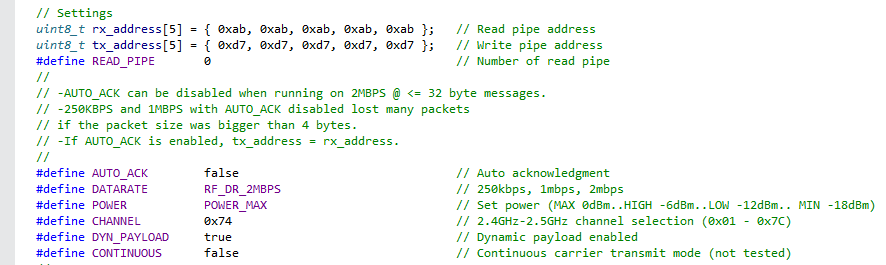 // Settings
uint8_t rx_address[5] = { 0xab, 0xab, 0xab, 0xab, 0xab };   // Read pipe address
uint8_t tx_address[5] = { 0xd7, 0xd7, 0xd7, 0xd7, 0xd7 };   // Write pipe address
#define READ_PIPE       0                                   // Number of read pipe
//
// -AUTO_ACK can be disabled when running on 2MBPS @ <= 32 byte messages.
// -250KBPS and 1MBPS with AUTO_ACK disabled lost many packets
// if the packet size was bigger than 4 bytes.
// -If AUTO_ACK is enabled, tx_address = rx_address.
//
#define AUTO_ACK        false                               // Auto acknowledgment
#define DATARATE        RF_DR_2MBPS                         // 250kbps, 1mbps, 2mbps
#define POWER           POWER_MAX                           // Set power (MAX 0dBm..HIGH -6dBm..LOW -12dBm.. MIN -18dBm)
#define CHANNEL         0x74                                // 2.4GHz-2.5GHz channel selection (0x01 - 0x7C)
#define DYN_PAYLOAD     true                                // Dynamic payload enabled
#define CONTINUOUS      false                               // Continuous carrier transmit mode (not tested)